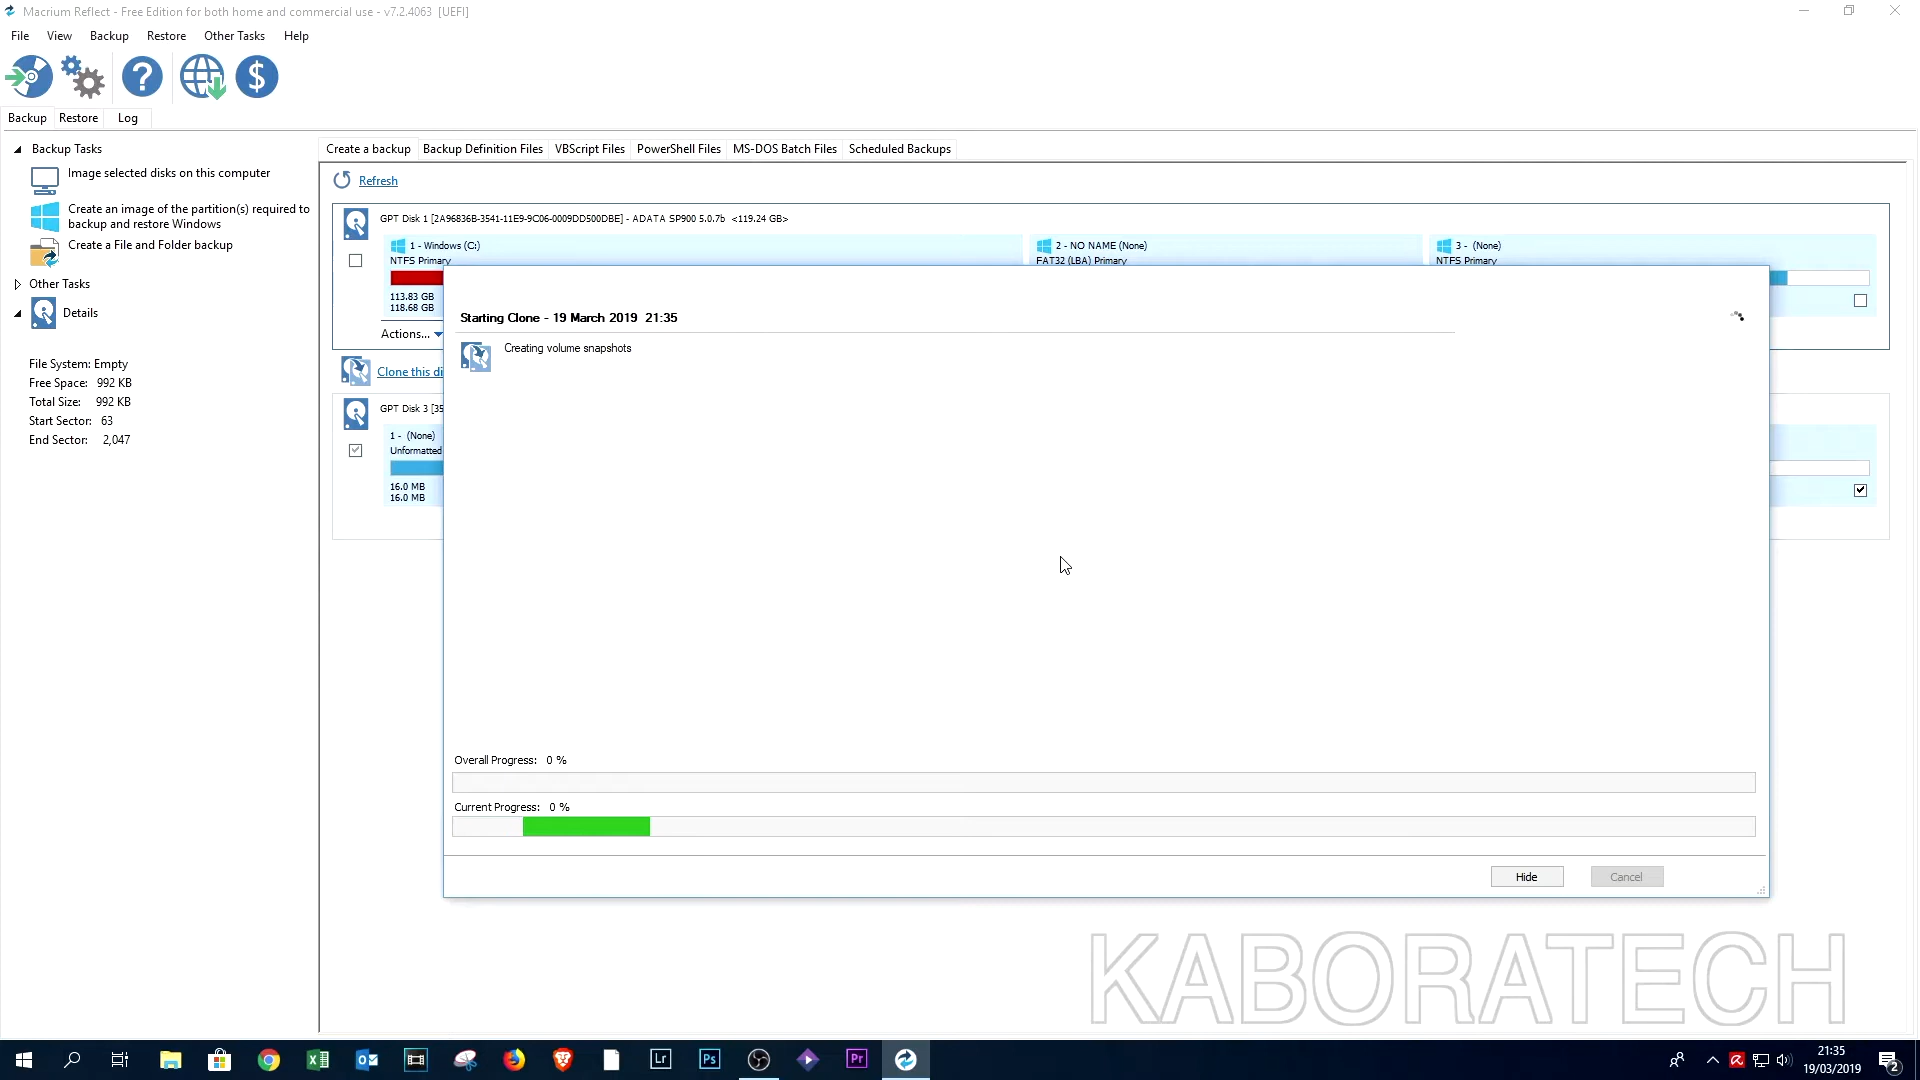 Macrium Reflect - Free Edition for both home and commercial use - v7.2.4063 [UEFI]
File View Backup Restore Other Tasks Help
Backup Restore Log
Backup Tasks
Image selected disks on this computer
Create an image of the partition(s) required to
backup and restore Windows
Create a File and Folder backup
Other Tasks
Details
File System: Empty
Free Space: 992 KB
Total Size: 992 KB
Start Sector: 63
End Sector: 2,047
Create a backup Backup Definition Files VBScript Files PowerShell Files MS-DOS Batch Files Scheduled Backups
Refresh
GPT Disk 1 [2A96836B-3541-11E9-9C06-0009DD500DBE] - ADATA SP900 5.0.7b <119.24 GB>
1 - Windows (C:)
NTFS Primary
113.83 GB
118.68 GB
2 - NO NAME (None)
FAT32 (LBA) Primary
3 - (None)
NTFS Primary
Actions...
Clone this di
GPT Disk 3 [35
1 - (None)
Unformatted
16.0 MB
16.0 MB
Starting Clone - 19 March 2019 21:35
Creating volume snapshots
Overall Progress: 0 %
Current Progress: 0 %
Hide Cancel
KABORATECH
Lr Ps Pr
21:35
19/03/2019
2